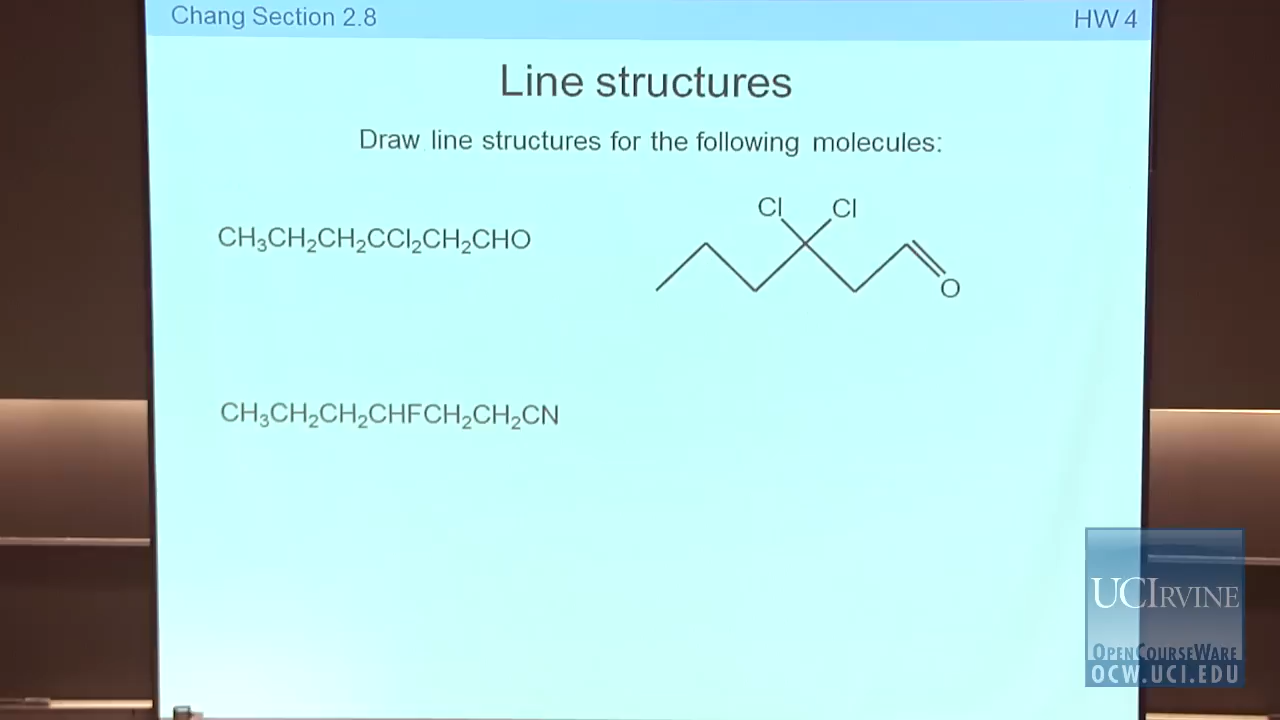 Chang Section 2.8
HW 4
Line structures
Draw line structures for the following molecules:
Cl Cl
CH₃CH₂CH₂CCl₂CH₂CHO
O
CH₃CH₂CH₂CHFCH₂CH₂CN
UCIRVINE
OPENCOURSEWARE
OCW.UCI.EDU